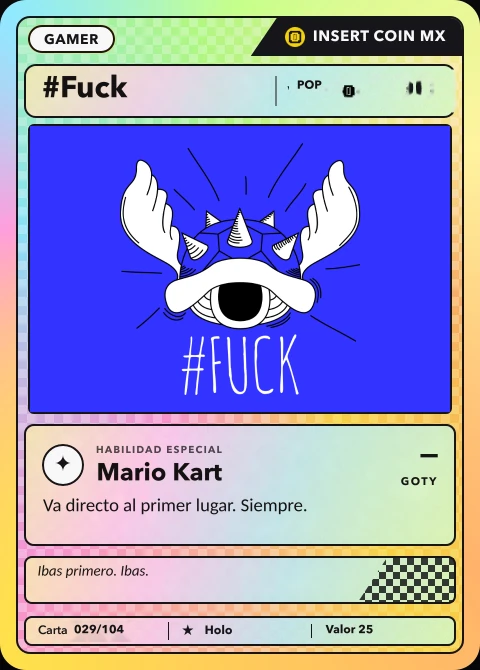 GAMER
INSERT COIN MX
#Fuck
POP
#FUCK
HABILIDAD ESPECIAL
Mario Kart
GOTY
Va directo al primer lugar. Siempre.
Ibas primero. Ibas.
Carta 029/104
★ Holo
Valor 25